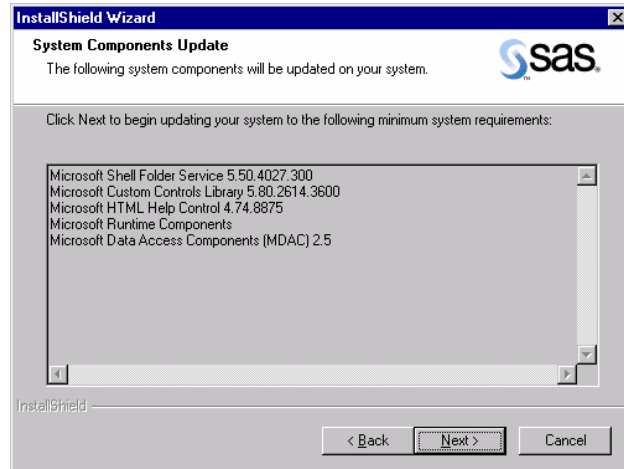 InstallShield Wizard
System Components Update
The following system components will be updated on your system.
sas.
TM
Click Next to begin updating your system to the following minimum system requirements:
Microsoft Shell Folder Service 5.50.4027.300
Microsoft Custom Controls Library 5.80.2614.3600
Microsoft HTML Help Control 4.74.8875
Microsoft Runtime Components
Microsoft Data Access Components (MDAC) 2.5
InstallShield
< Back
Next >
Cancel